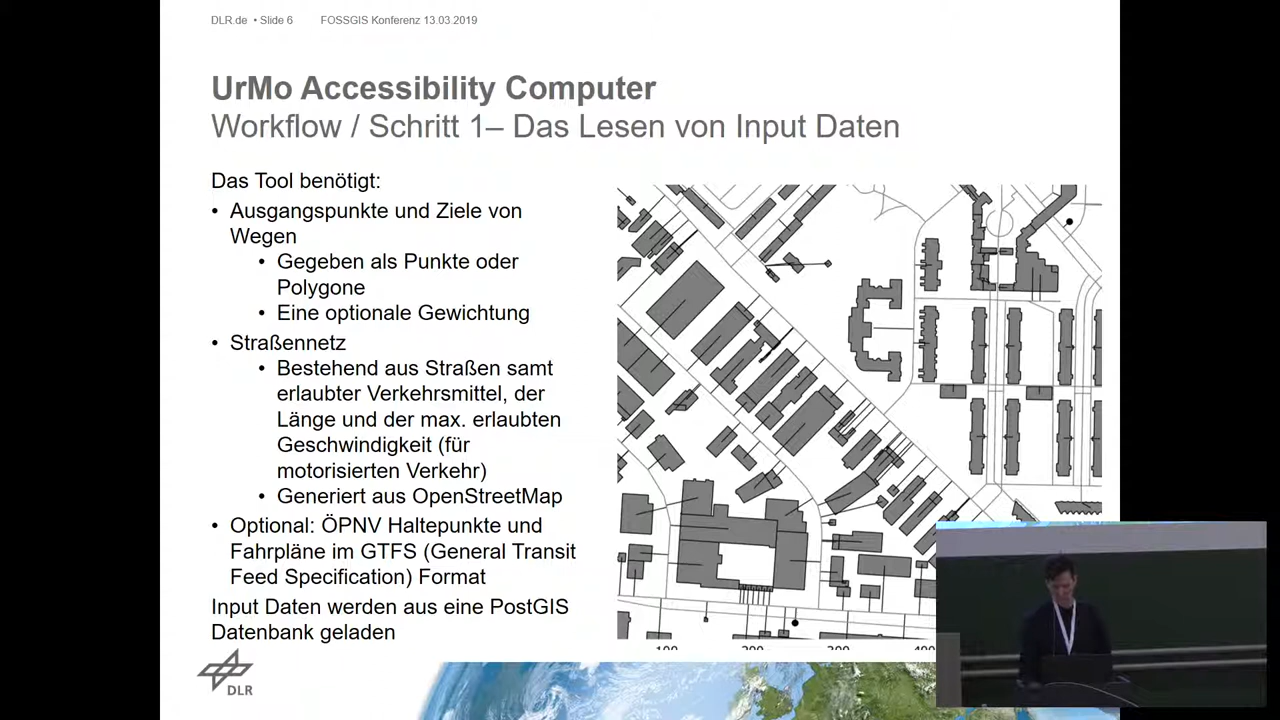 DLR.de • Slide 6 FOSSGIS Konferenz 13.03.2019
UrMo Accessibility Computer
Workflow / Schritt 1– Das Lesen von Input Daten
Das Tool benötigt:
• Ausgangspunkte und Ziele von
Wegen
• Gegeben als Punkte oder
Polygone
• Eine optionale Gewichtung
• Straßennetz
• Bestehend aus Straßen samt
erlaubter Verkehrsmittel, der
Länge und der max. erlaubten
Geschwindigkeit (für
motorisierten Verkehr)
• Generiert aus OpenStreetMap
• Optional: ÖPNV Haltepunkte und
Fahrpläne im GTFS (General Transit
Feed Specification) Format
Input Daten werden aus eine PostGIS
Datenbank geladen
DLR